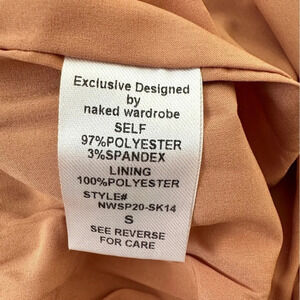 Exclusive Designed
by
naked wardrobe
SELF
97%POLYESTER
3%SPANDEX
LINING
100%POLYESTER
STYLE#
NWSP20-SK14
S
SEE REVERSE
FOR CARE